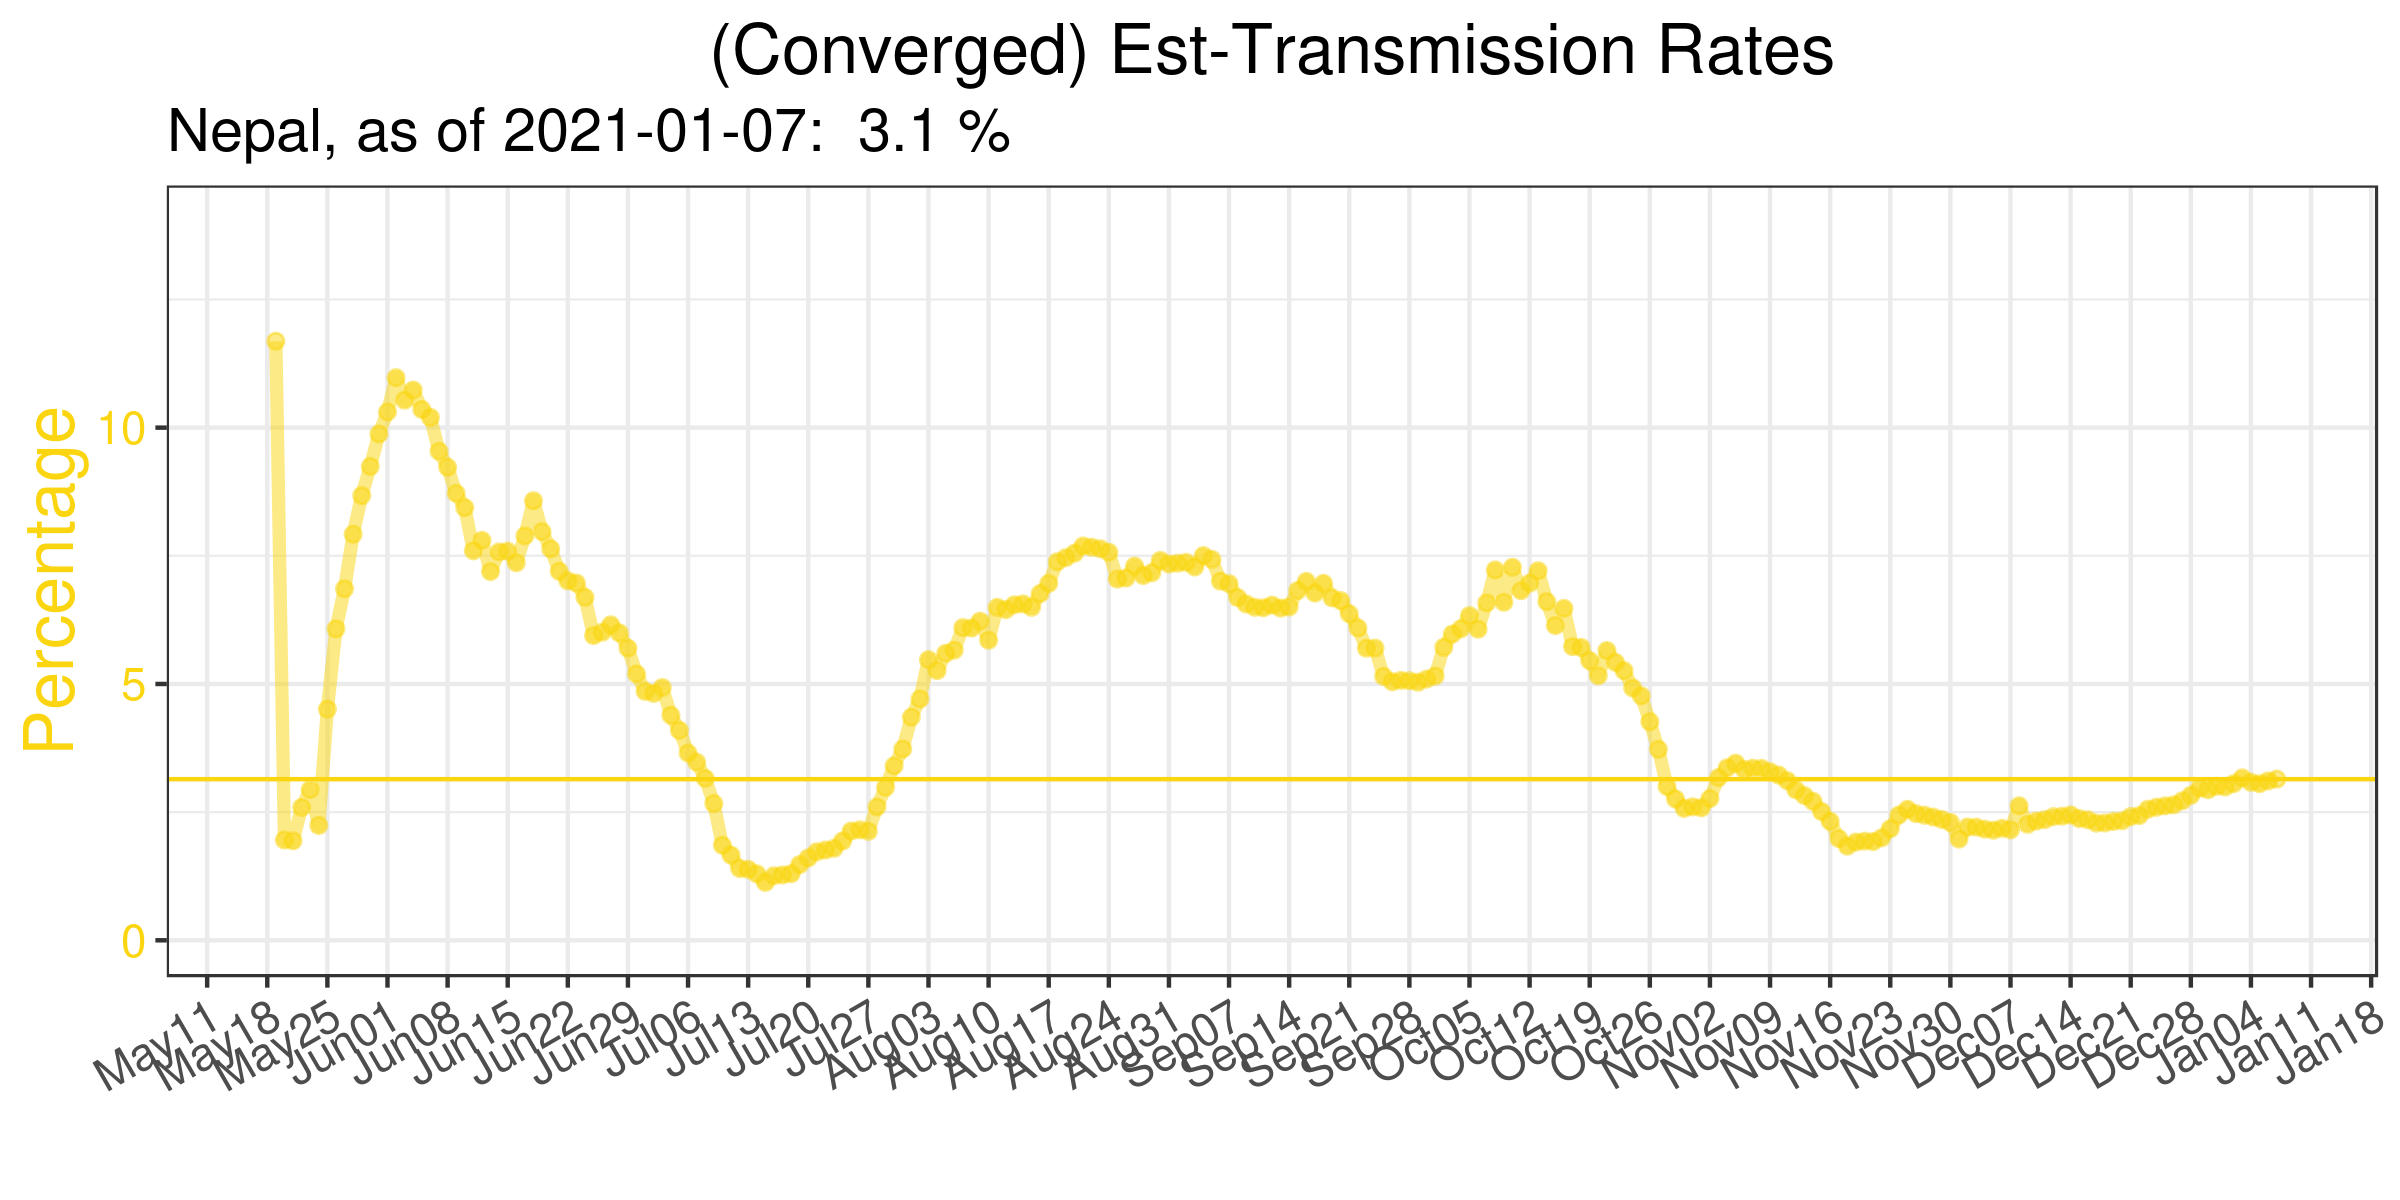 (Converged) Est-Transmission Rates
Nepal, as of 2021-01-07:  3.1 %
Percentage
10
5
0
May11
May18
May25
Jun01
Jun08
Jun15
Jun22
Jun29
Jul06
Jul13
Jul20
Jul27
Aug03
Aug10
Aug17
Aug24
Aug31
Sep07
Sep14
Sep21
Sep28
Oct05
Oct12
Oct19
Oct26
Nov02
Nov09
Nov16
Nov23
Nov30
Dec07
Dec14
Dec21
Dec28
Jan04
Jan11
Jan18